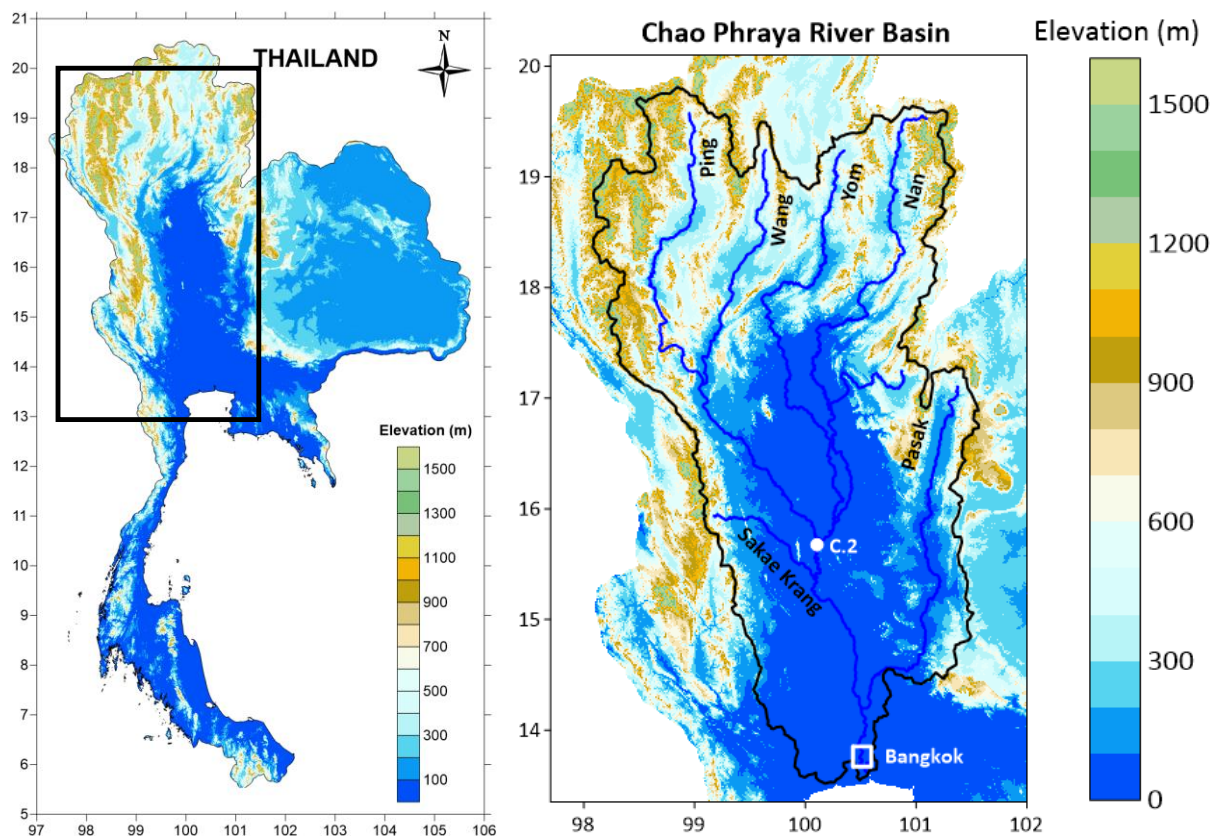 THAILAND
N
21
20
19
18
17
16
15
14
13
12
11
10
9
8
7
6
5
97 98 99 100 101 102 103 104 105 106
Elevation (m)
1500
1300
1100
900
700
500
300
100
Chao Phraya River Basin
20
19
18
17
16
15
14
98 99 100 101 102
Ping
Wang
Yom
Nan
Pasak
Sakae Krang
C.2
Bangkok
Elevation (m)
1500
1200
900
600
300
0